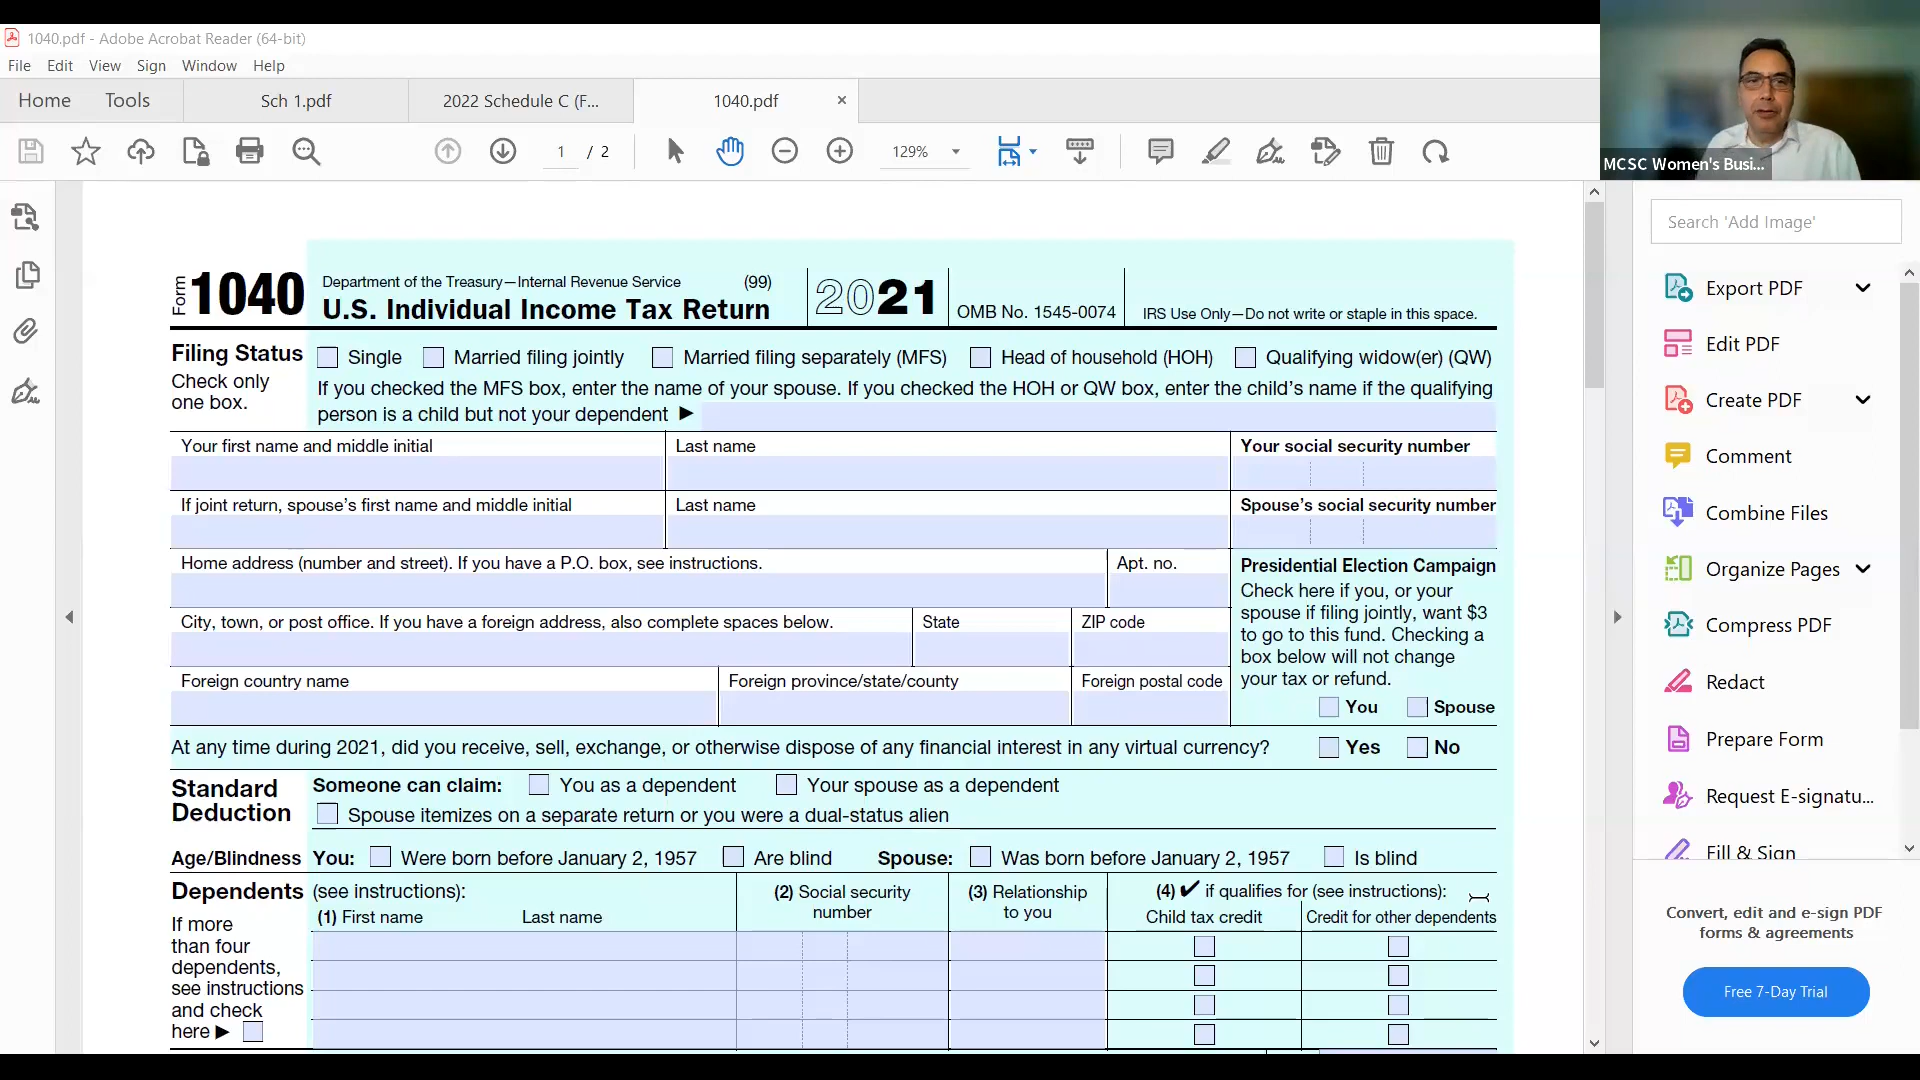 1040.pdf - Adobe Acrobat Reader (64-bit)
File Edit View Sign Window Help
Home Tools Sch 1.pdf 2022 Schedule C (F... 1040.pdf ×
1 / 2 129%
MCSC Women's Busi...
Search 'Add Image'
Export PDF
Edit PDF
Create PDF
Comment
Combine Files
Organize Pages
Compress PDF
Redact
Prepare Form
Request E-signatu...
Fill & Sign
Convert, edit and e-sign PDF
forms & agreements
Free 7-Day Trial
Form 1040 Department of the Treasury—Internal Revenue Service (99)
U.S. Individual Income Tax Return 2021 OMB No. 1545-0074 IRS Use Only—Do not write or staple in this space.
Filing Status Single Married filing jointly Married filing separately (MFS) Head of household (HOH) Qualifying widow(er) (QW)
Check only
one box.
If you checked the MFS box, enter the name of your spouse. If you checked the HOH or QW box, enter the child's name if the qualifying
person is a child but not your dependent ▶
Your first name and middle initial Last name Your social security number
If joint return, spouse's first name and middle initial Last name Spouse's social security number
Home address (number and street). If you have a P.O. box, see instructions. Apt. no.
City, town, or post office. If you have a foreign address, also complete spaces below. State ZIP code
Foreign country name Foreign province/state/county Foreign postal code
Presidential Election Campaign
Check here if you, or your
spouse if filing jointly, want $3
to go to this fund. Checking a
box below will not change
your tax or refund.
You Spouse
At any time during 2021, did you receive, sell, exchange, or otherwise dispose of any financial interest in any virtual currency? Yes No
Standard
Deduction
Someone can claim: You as a dependent Your spouse as a dependent
Spouse itemizes on a separate return or you were a dual-status alien
Age/Blindness You: Were born before January 2, 1957 Are blind Spouse: Was born before January 2, 1957 Is blind
Dependents (see instructions): (2) Social security number (3) Relationship to you (4) ✔ if qualifies for (see instructions):
(1) First name Last name Child tax credit Credit for other dependents
If more
than four
dependents,
see instructions
and check
here ▶